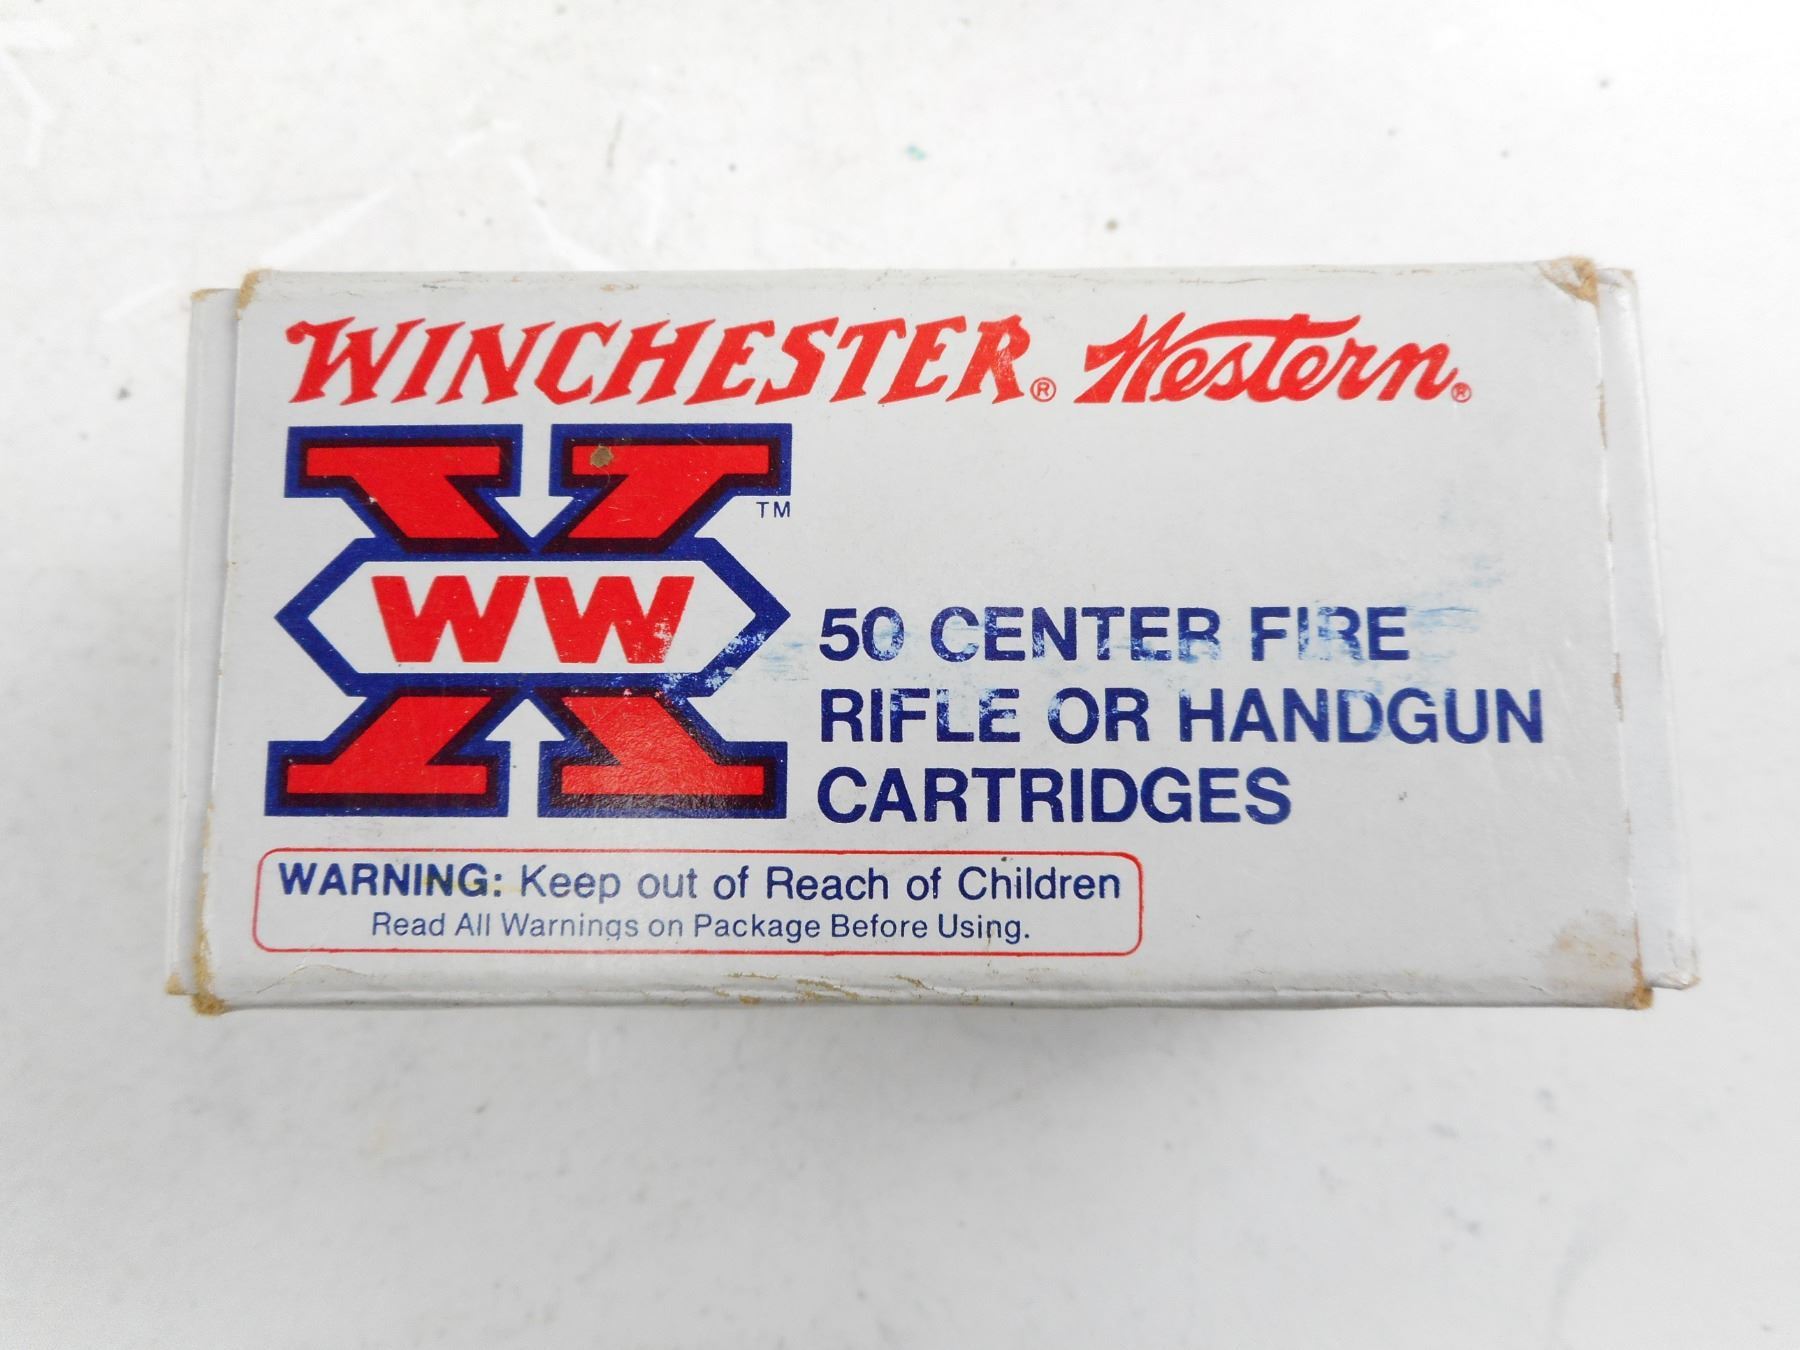 WINCHESTER® Western®
TM
WW
50 CENTER FIRE
RIFLE OR HANDGUN
CARTRIDGES
WARNING: Keep out of Reach of Children
Read All Warnings on Package Before Using.